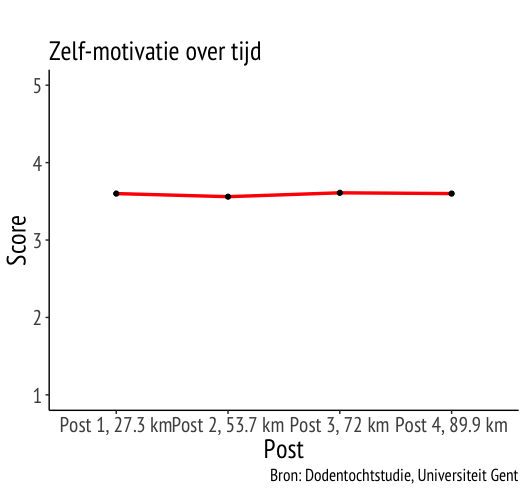 Zelf-motivatie over tijd
5
4
3
2
1
Score
Post 1, 27.3 km
Post 2, 53.7 km
Post 3, 72 km
Post 4, 89.9 km
Post
Bron: Dodentochtstudie, Universiteit Gent